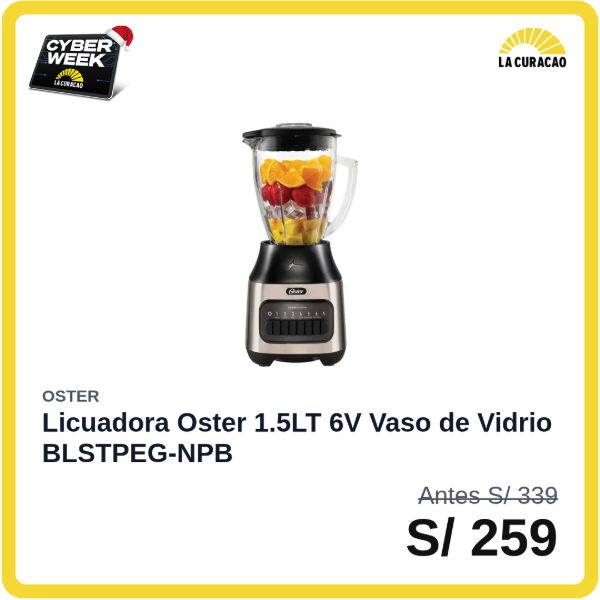 CYBER
WEEK
LA CURACAO
LA CURACAO
Oster
OSTER
Licuadora Oster 1.5LT 6V Vaso de Vidrio
BLSTPEG-NPB
Antes S/ 339
S/ 259